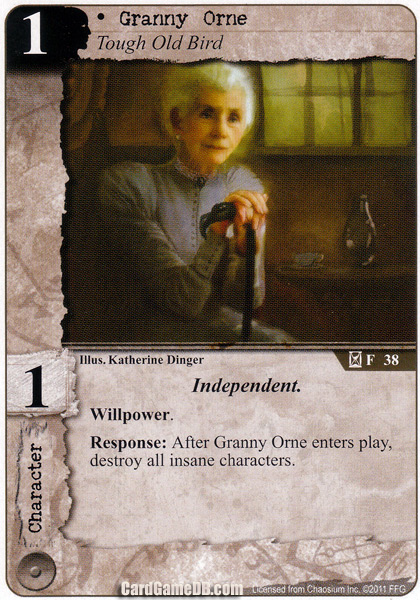 1
• Granny Orne
Tough Old Bird
Illus. Katherine Dinger
F 38
1
Independent.
Willpower.
Response: After Granny Orne enters play,
destroy all insane characters.
Character
CardGameDB.com
Licensed from Chaosium Inc. ©2011 FFG